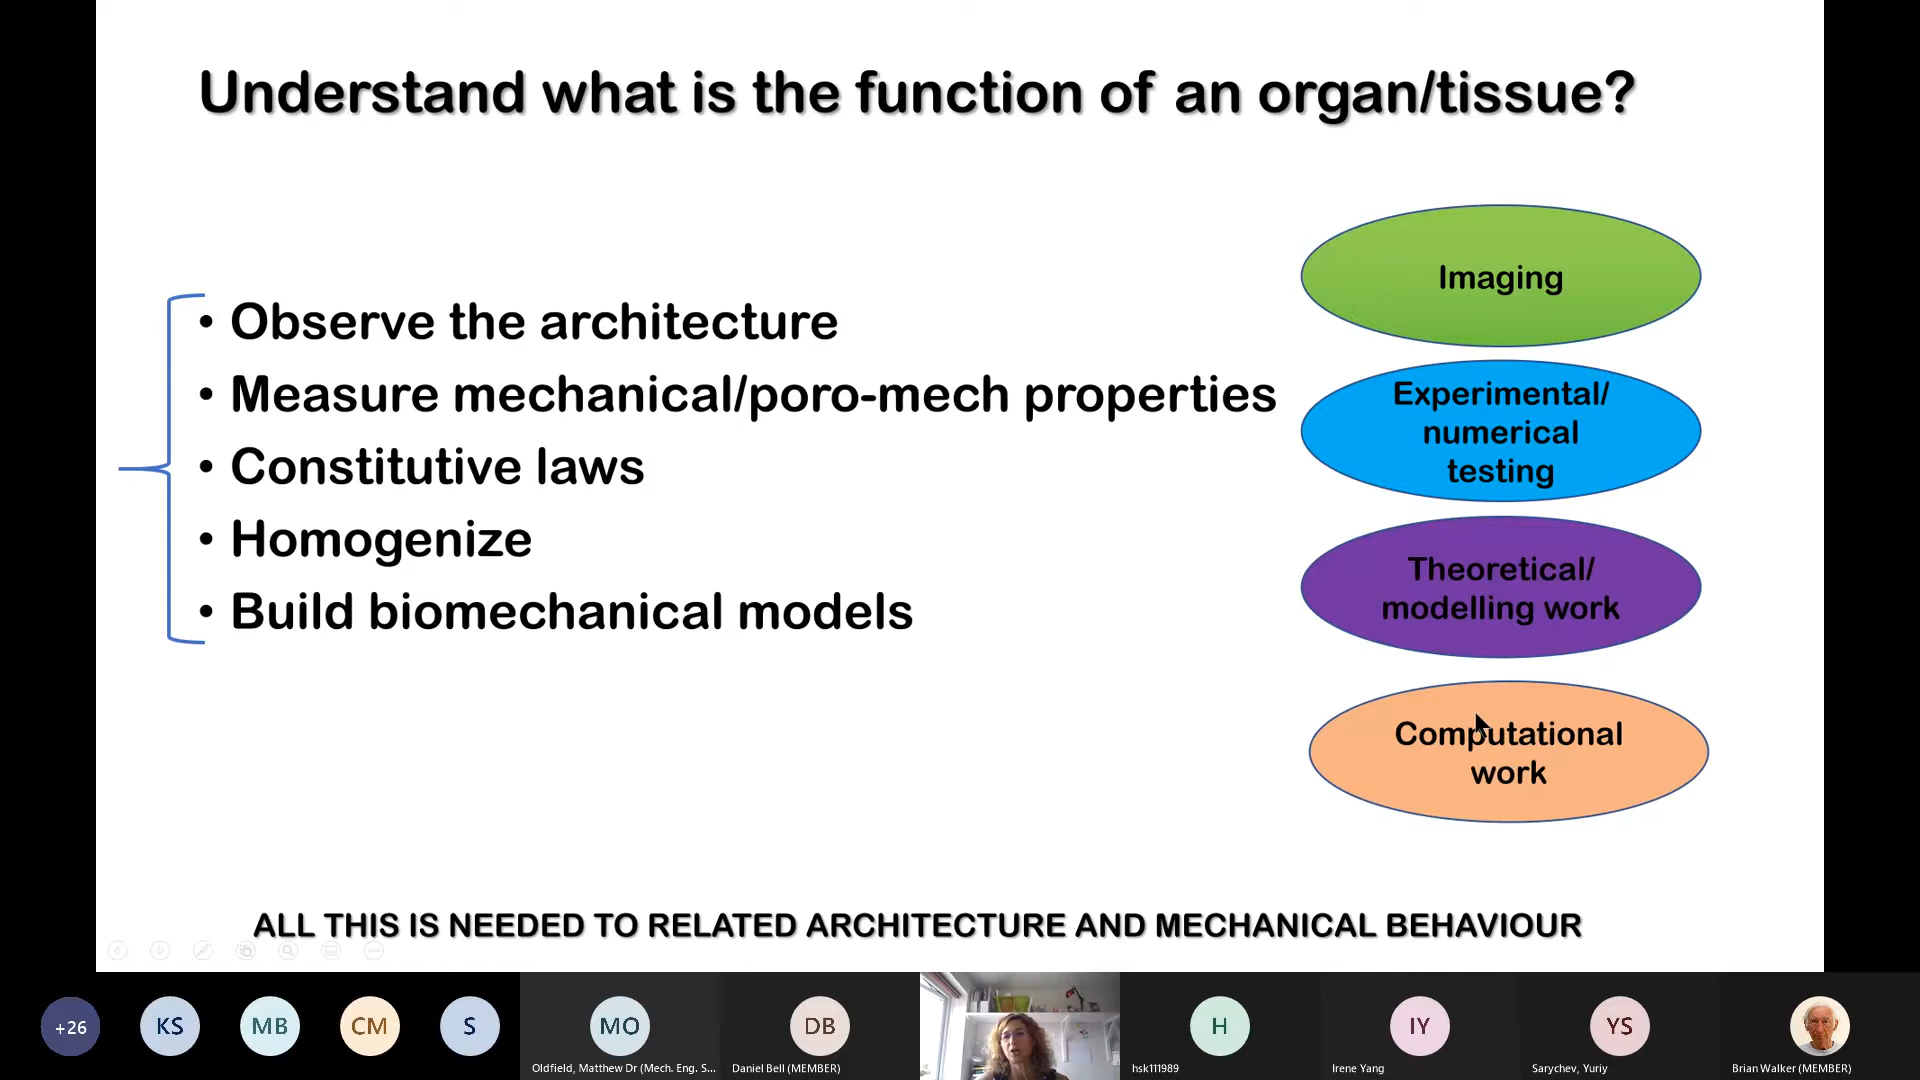 Understand what is the function of an organ/tissue?
• Observe the architecture
• Measure mechanical/poro-mech properties
• Constitutive laws
• Homogenize
• Build biomechanical models
Imaging
Experimental/
numerical
testing
Theoretical/
modelling work
Computational
work
ALL THIS IS NEEDED TO RELATED ARCHITECTURE AND MECHANICAL BEHAVIOUR
+26
KS
MB
CM
S
MO
Oldfield, Matthew Dr (Mech. Eng. S...
DB
Daniel Bell (MEMBER)
H
hsk111989
IY
Irene Yang
YS
Sarychev, Yuriy
Brian Walker (MEMBER)